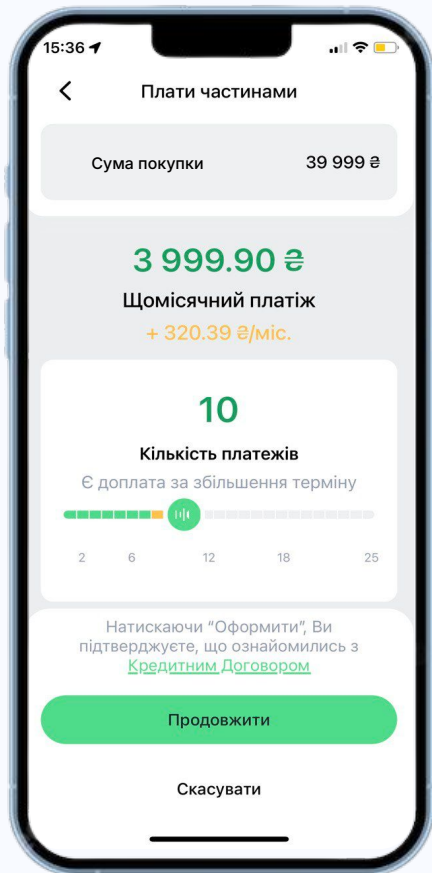 15:36
Плати частинами
Сума покупки 39 999 ₴
3 999.90 ₴
Щомісячний платіж
+ 320.39 ₴/міс.
10
Кількість платежів
Є доплата за збільшення терміну
2 6 12 18 25
Натискаючи “Оформити”, Ви
підтверджуєте, що ознайомились з
Кредитним Договором
Продовжити
Скасувати